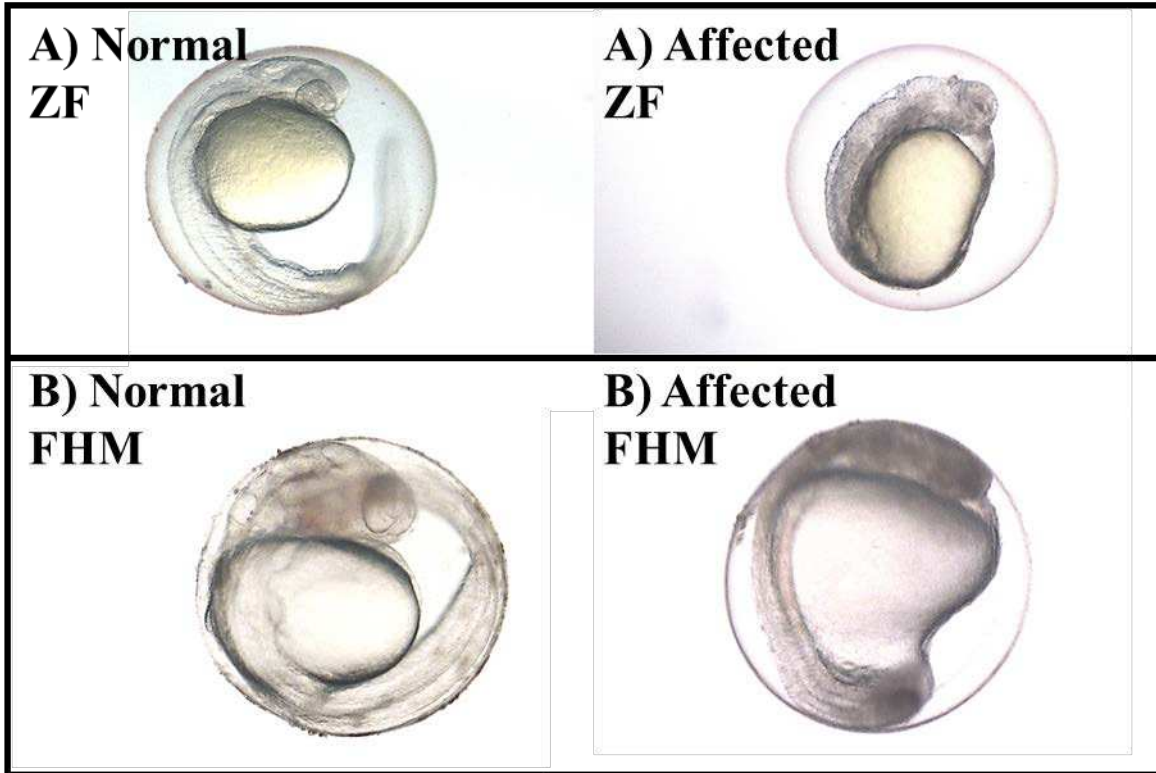 A) Normal
ZF
A) Affected
ZF
B) Normal
FHM
B) Affected
FHM